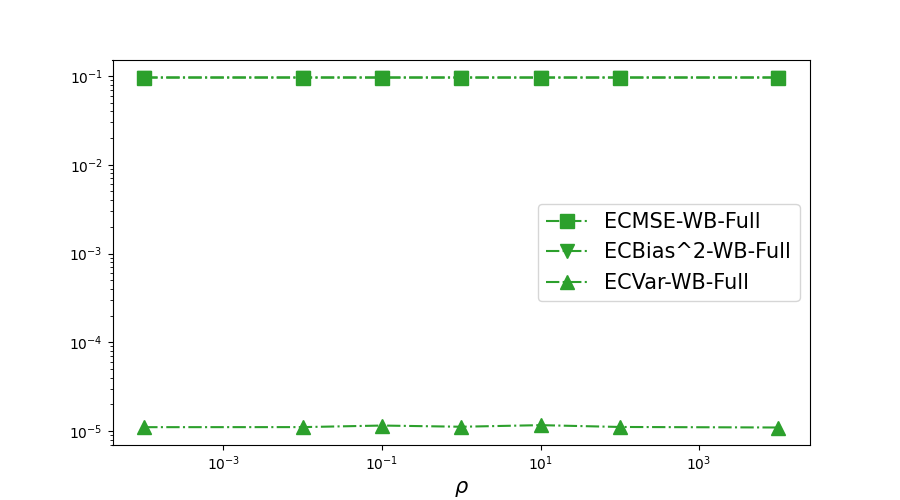 10^{-1}
10^{-2}
10^{-3}
10^{-4}
10^{-5}
ECMSE-WB-Full
ECBias^2-WB-Full
ECVar-WB-Full
10^{-3} 10^{-1} 10^{1} 10^{3}
ρ